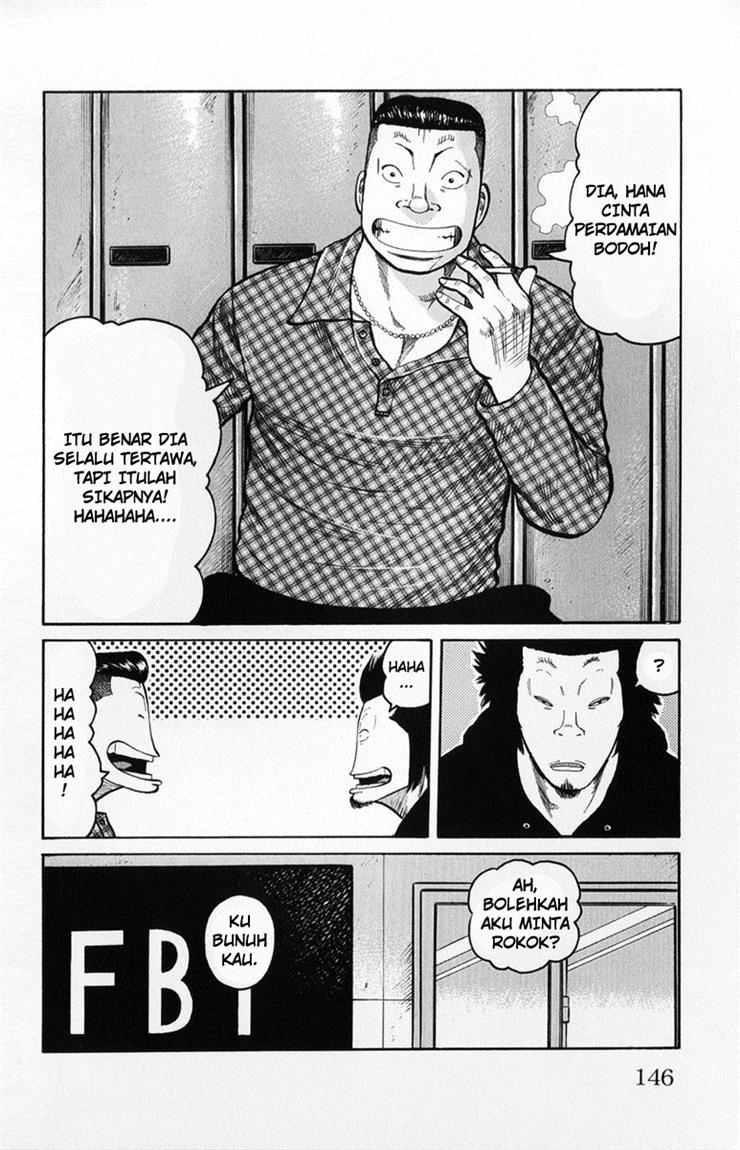 DIA, HANA
CINTA
PERDAMAIAN
BODOH!
ITU BENAR DIA
SELALU TERTAWA,
TAPI ITULAH
SIKAPNYA!
HAHAHAHA....
HA
HA
HA
HA
HA
!
HAHA
...
?
FBI
KU
BUNUH
KAU.
AH,
BOLEHKAH
AKU MINTA
ROKOK?
146